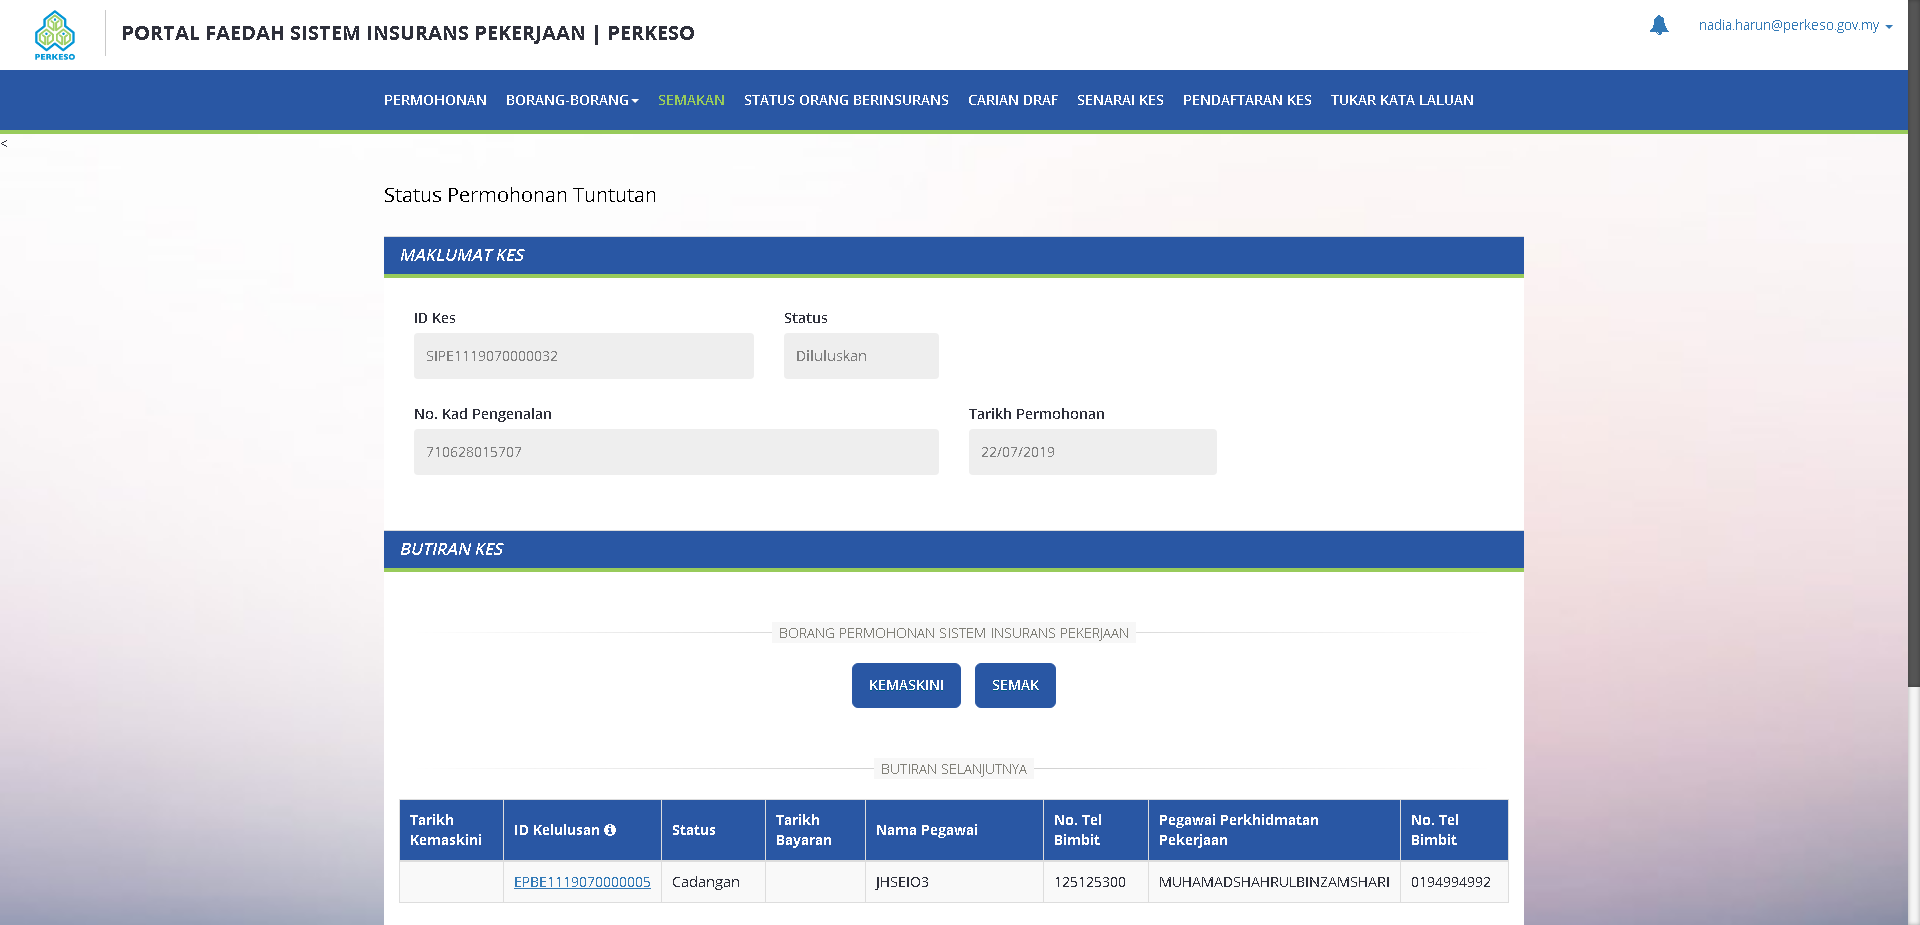 PERKESO
PORTAL FAEDAH SISTEM INSURANS PEKERJAAN | PERKESO
nadia.harun@perkeso.gov.my
PERMOHONAN BORANG-BORANG SEMAKAN STATUS ORANG BERINSURANS CARIAN DRAF SENARAI KES PENDAFTARAN KES TUKAR KATA LALUAN
<
Status Permohonan Tuntutan
MAKLUMAT KES
ID Kes Status
SIPE1119070000032 Diluluskan
No. Kad Pengenalan Tarikh Permohonan
710628015707 22/07/2019
BUTIRAN KES
BORANG PERMOHONAN SISTEM INSURANS PEKERJAAN
KEMASKINI SEMAK
BUTIRAN SELANJUTNYA
Tarikh Kemaskini ID Kelulusan Status Tarikh Bayaran Nama Pegawai No. Tel Bimbit Pegawai Perkhidmatan Pekerjaan No. Tel Bimbit
EPBE1119070000005 Cadangan JHSEIO3 125125300 MUHAMADSHAHRULBINZAMSHARI 0194994992